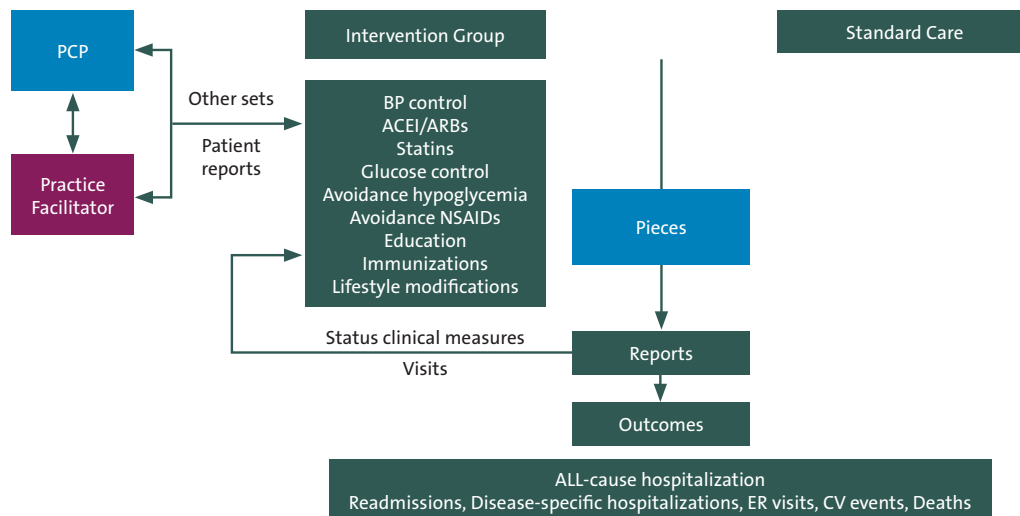 PCP
Practice
Facilitator
Other sets
Patient
reports
Intervention Group
BP control
ACEI/ARBs
Statins
Glucose control
Avoidance hypoglycemia
Avoidance NSAIDs
Education
Immunizations
Lifestyle modifications
Standard Care
Pieces
Status clinical measures
Visits
Reports
Outcomes
ALL-cause hospitalization
Readmissions, Disease-specific hospitalizations, ER visits, CV events, Deaths